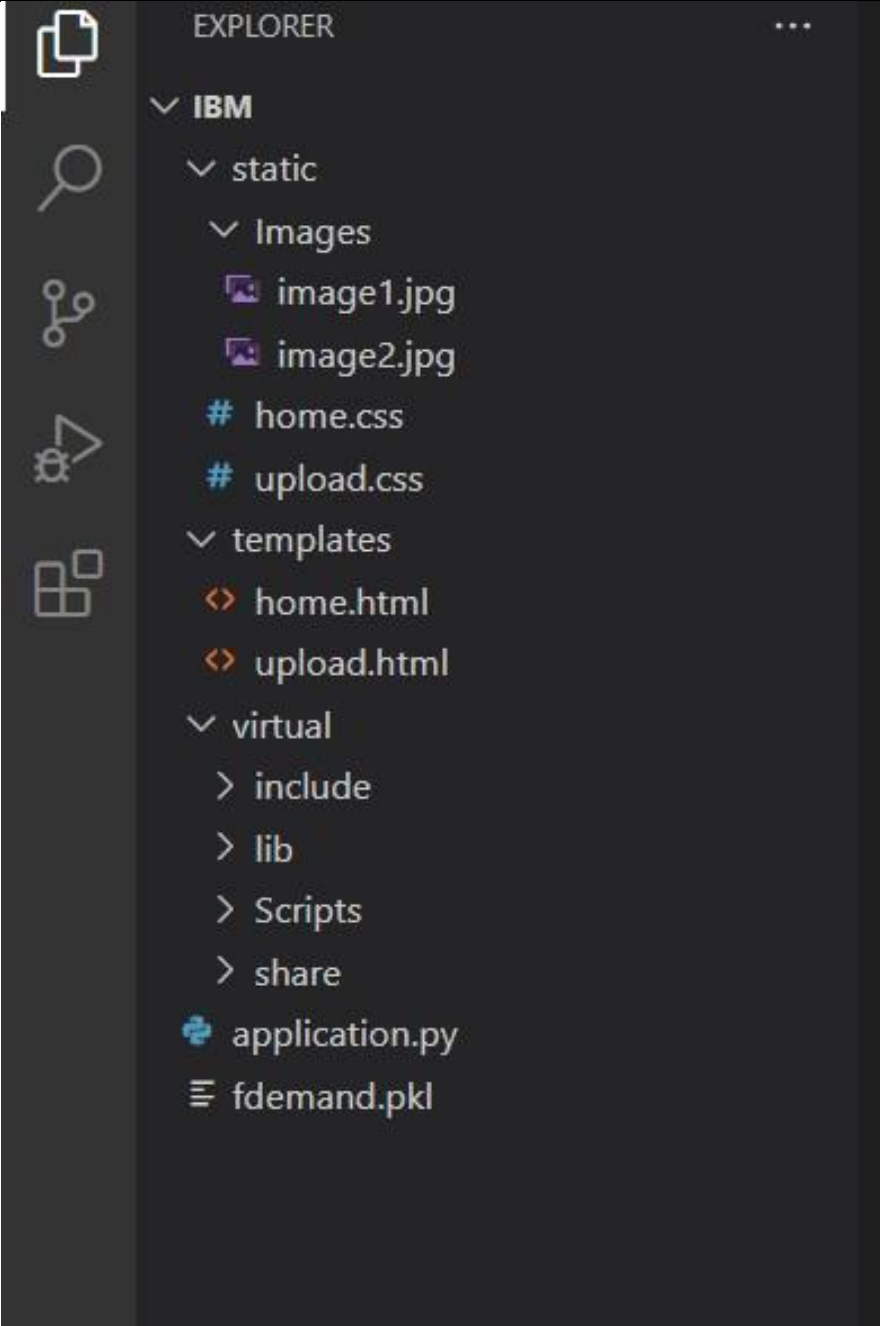 EXPLORER
IBM
static
Images
image1.jpg
image2.jpg
# home.css
# upload.css
templates
<> home.html
<> upload.html
virtual
include
lib
Scripts
share
application.py
fdemand.pkl